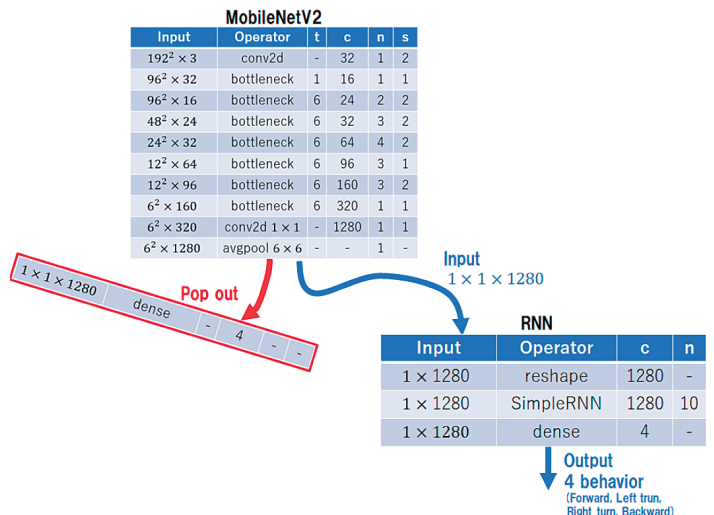 MobileNetV2
Input Operator t c n s
192² × 3 conv2d - 32 1 2
96² × 32 bottleneck 1 16 1 1
96² × 16 bottleneck 6 24 2 2
48² × 24 bottleneck 6 32 3 2
24² × 32 bottleneck 6 64 4 2
12² × 64 bottleneck 6 96 3 1
12² × 96 bottleneck 6 160 3 2
6² × 160 bottleneck 6 320 1 1
6² × 320 conv2d 1 × 1 - 1280 1 1
6² × 1280 avgpool 6 × 6 - - 1 -
1 × 1 × 1280 dense - 4 - -
Pop out
Input
1 × 1 × 1280
RNN
Input Operator c n
1 × 1280 reshape 1280 -
1 × 1280 SimpleRNN 1280 10
1 × 1280 dense 4 -
Output
4 behavior
(Forward, Left trun,
Right turn, Backward)